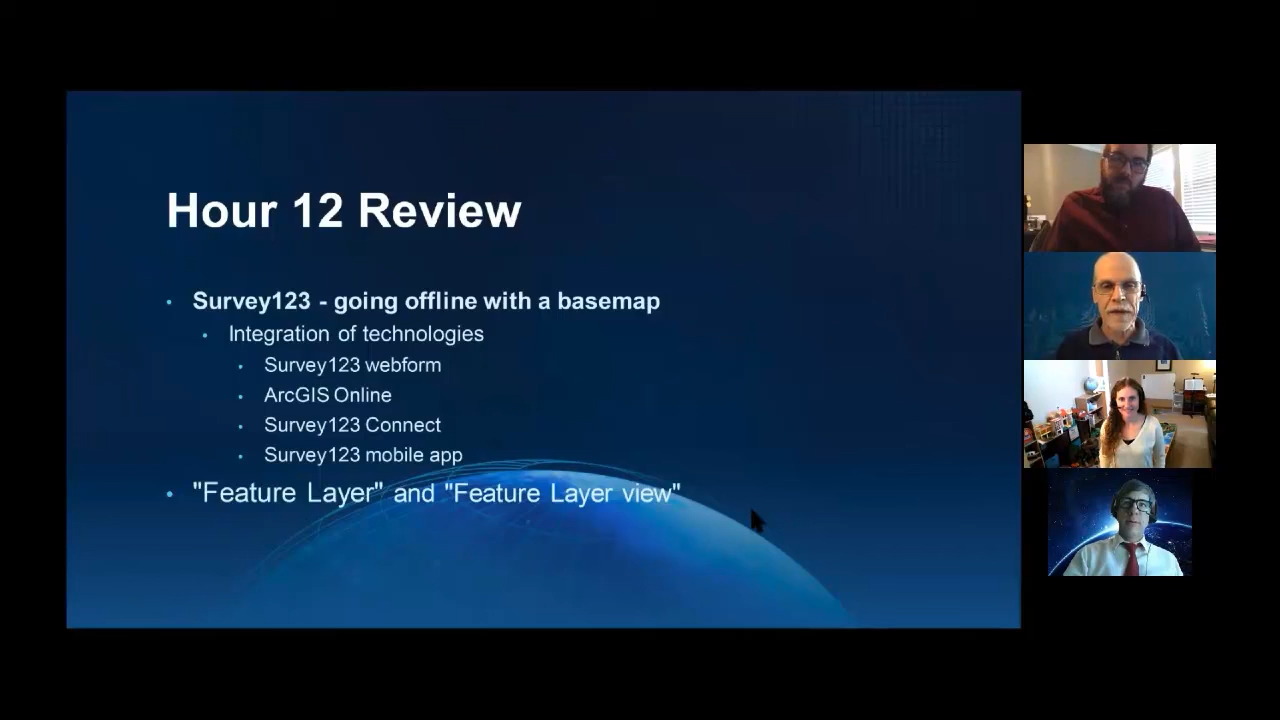 Hour 12 Review
• Survey123 - going offline with a basemap
• Integration of technologies
• Survey123 webform
• ArcGIS Online
• Survey123 Connect
• Survey123 mobile app
• "Feature Layer" and "Feature Layer view"